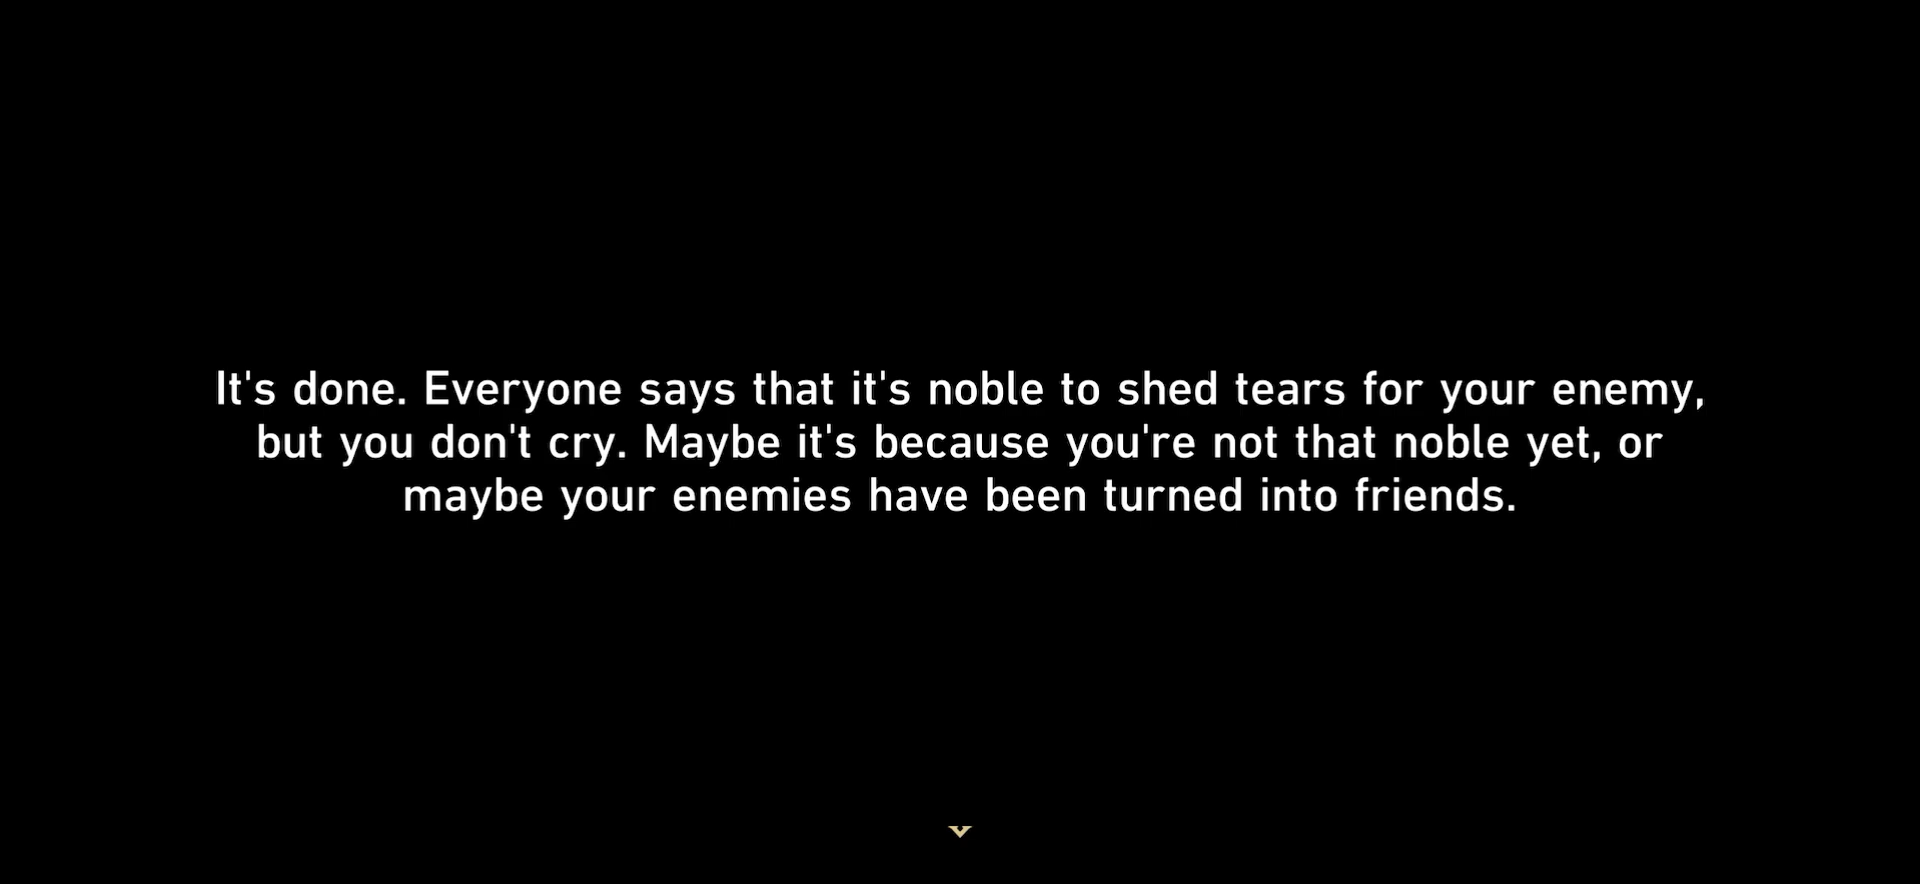 It's done. Everyone says that it's noble to shed tears for your enemy,
but you don't cry. Maybe it's because you're not that noble yet, or
maybe your enemies have been turned into friends.